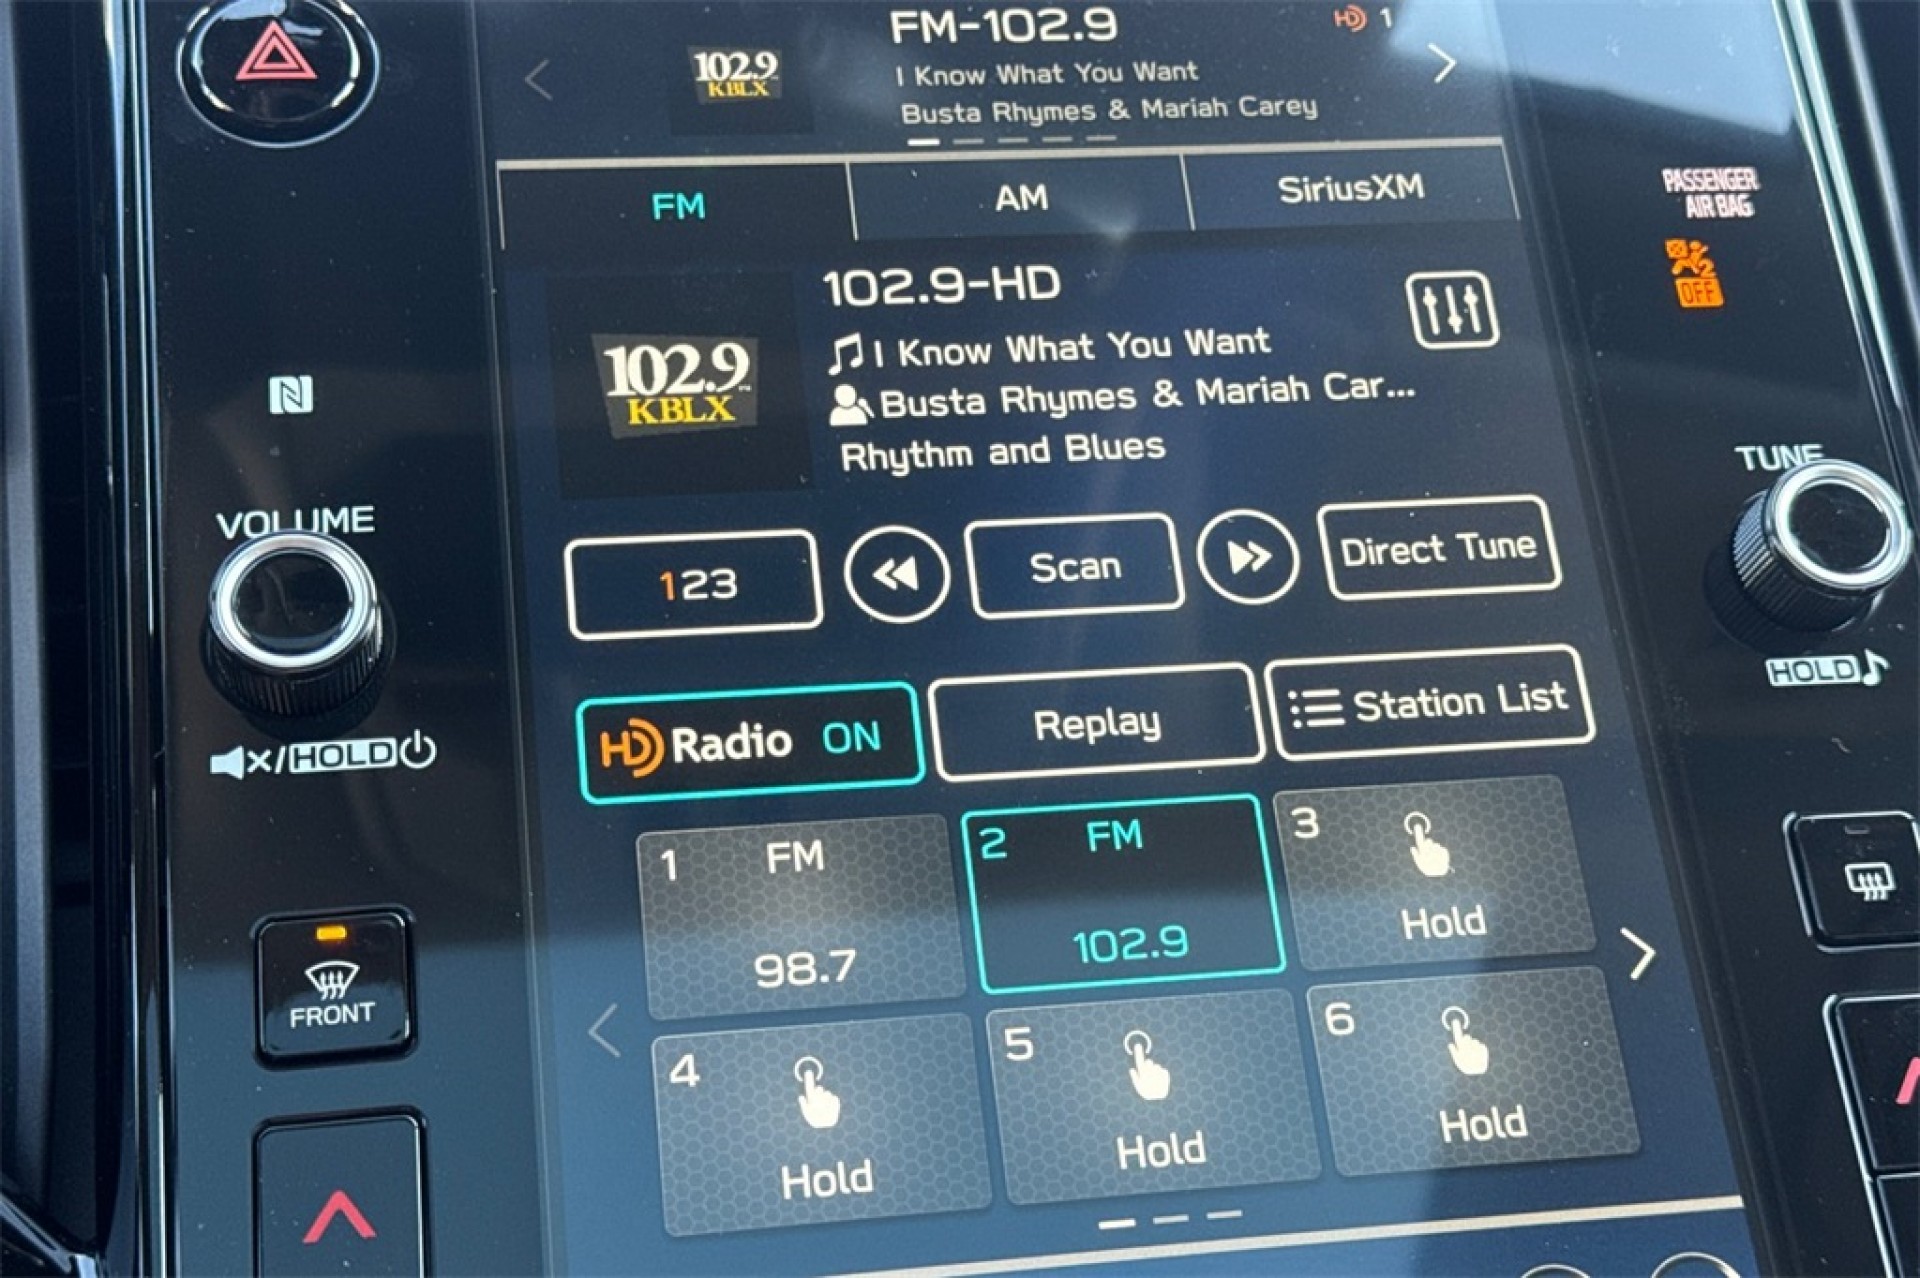 FM-102.9
HD 1
102.9
KBLX
I Know What You Want
Busta Rhymes & Mariah Carey
FM
AM
SiriusXM
PASSENGER
AIR BAG
2
OFF
102.9-HD
102.9
KBLX
I Know What You Want
Busta Rhymes & Mariah Car...
Rhythm and Blues
N
VOLUME
TUNE
123
Scan
Direct Tune
HOLD
HD Radio ON
Replay
Station List
x/HOLD
1 FM
98.7
2 FM
102.9
3
Hold
FRONT
4
Hold
5
Hold
6
Hold